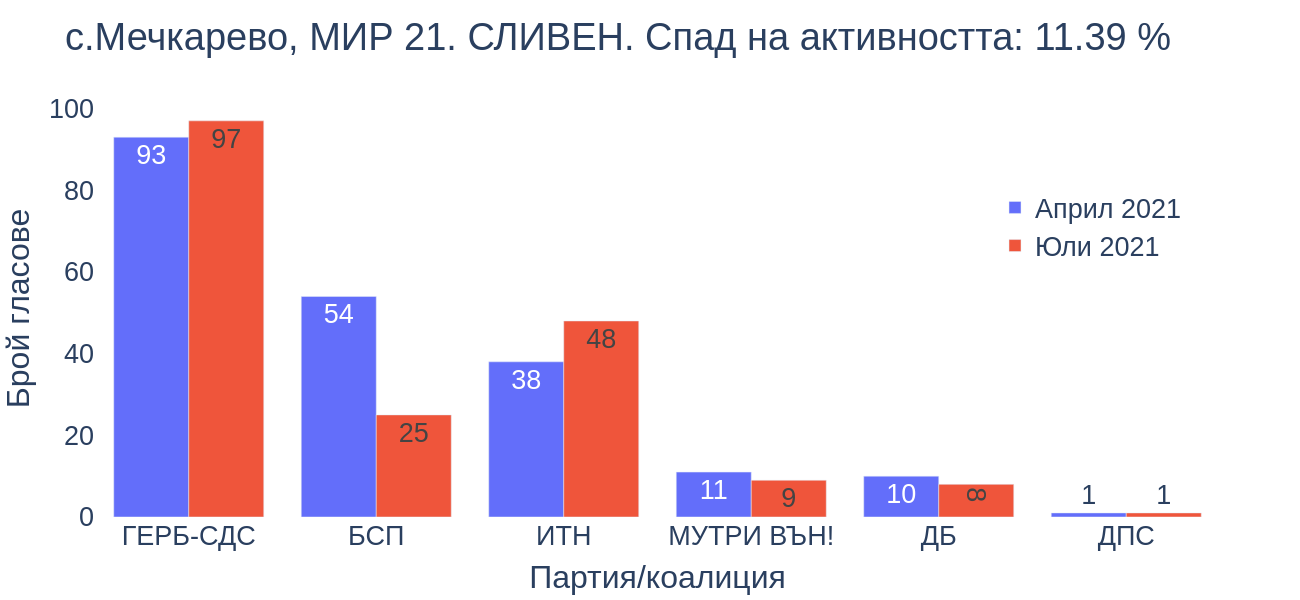 с.Мечкарево, МИР 21. СЛИВЕН. Спад на активността: 11.39 %
100
80
60
40
20
0
Брой гласове
93
97
54
25
38
48
11
9
10
8
1
1
Април 2021
Юли 2021
ГЕРБ-СДС
БСП
ИТН
МУТРИ ВЪН!
ДБ
ДПС
Партия/коалиция